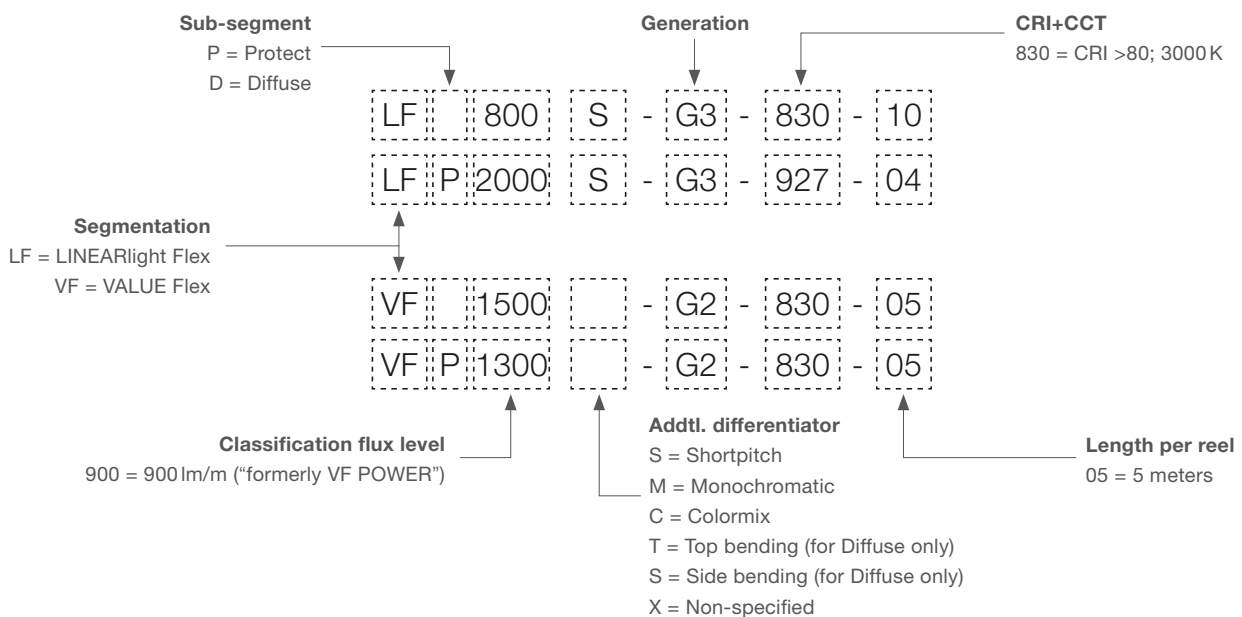 Sub-segment
P = Protect
D = Diffuse
Generation
CRI+CCT
830 = CRI >80; 3000 K
LF 800 S - G3 - 830 - 10
LF P 2000 S - G3 - 927 - 04
Segmentation
LF = LINEARlight Flex
VF = VALUE Flex
VF 1500 - G2 - 830 - 05
VF P 1300 - G2 - 830 - 05
Classification flux level
900 = 900 lm/m (“formerly VF POWER”)
Addtl. differentiator
S = Shortpitch
M = Monochromatic
C = Colormix
T = Top bending (for Diffuse only)
S = Side bending (for Diffuse only)
X = Non-specified
Length per reel
05 = 5 meters